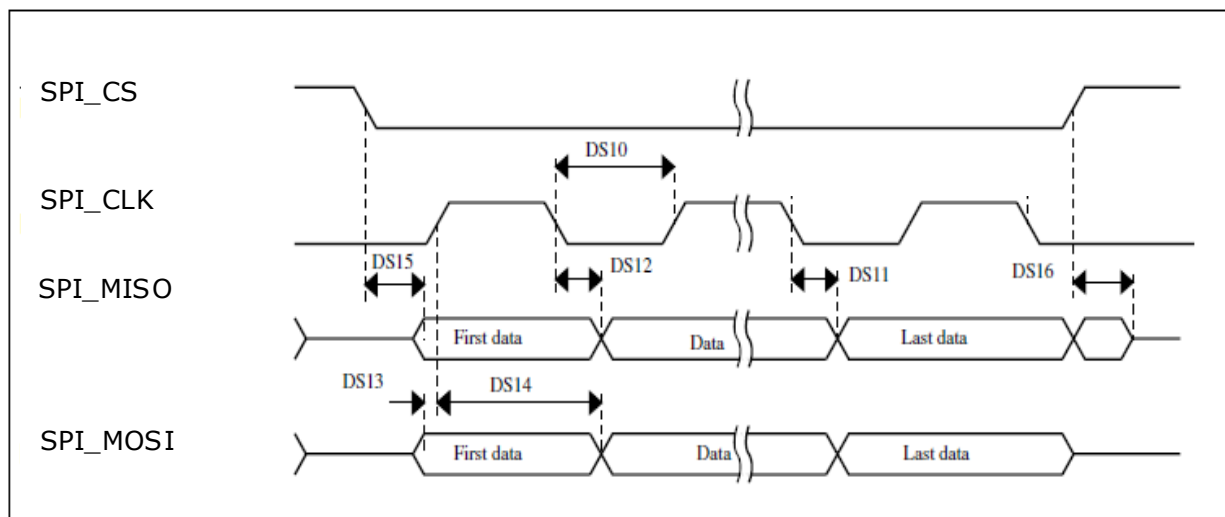 SPI_CS
DS10
SPI_CLK
DS15
DS12
DS11
DS16
SPI_MISO
First data
Data
Last data
DS13
DS14
SPI_MOSI
First data
Data
Last data